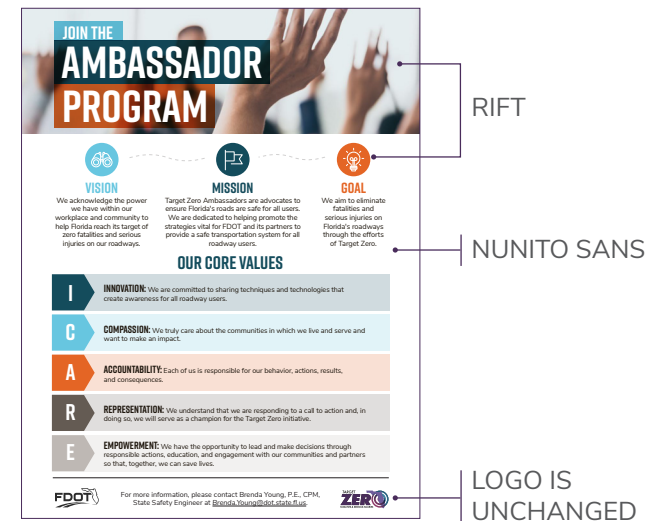 JOIN THE
AMBASSADOR
PROGRAM
RIFT
VISION
We acknowledge the power
we have within our
workplace and community to
help Florida reach its target of
zero fatalities and serious
injuries on our roadways.
MISSION
Target Zero Ambassadors are advocates to
ensure Florida's roads are safe for all users.
We are dedicated to helping promote the
strategies vital for FDOT and its partners to
provide a safe transportation system for all
roadway users.
GOAL
We aim to eliminate
fatalities and
serious injuries on
Florida's roadways
through the efforts
of Target Zero.
NUNITO SANS
OUR CORE VALUES
I
INNOVATION: We are committed to sharing techniques and technologies that
create awareness for all roadway users.
C
COMPASSION: We truly care about the communities in which we live and serve and
want to make an impact.
A
ACCOUNTABILITY: Each of us is responsible for our behavior, actions, results,
and consequences.
R
REPRESENTATION: We understand that we are responding to a call to action and, in
doing so, we will serve as a champion for the Target Zero initiative.
E
EMPOWERMENT: We have the opportunity to lead and make decisions through
responsible actions, education, and engagement with our communities and partners
so that, together, we can save lives.
FDOT
For more information, please contact Brenda Young, P.E., CPM,
State Safety Engineer at Brenda.Young@dot.state.fl.us.
TARGET
ZERO
LOGO IS
UNCHANGED